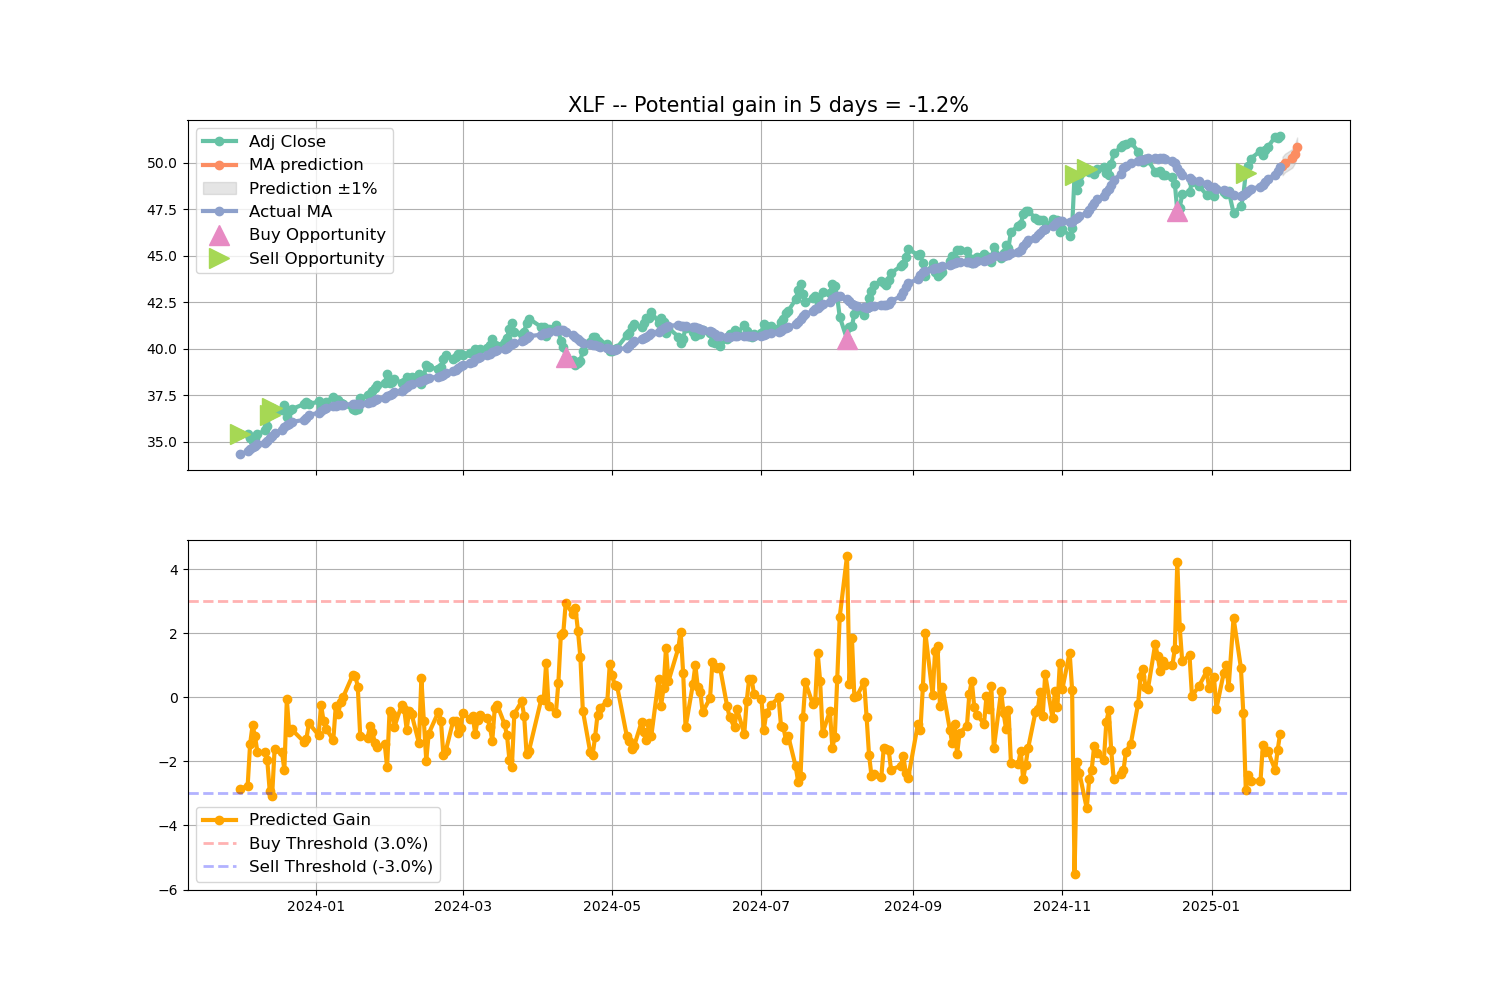 XLF -- Potential gain in 5 days = -1.2%
Adj Close
MA prediction
Prediction ±1%
Actual MA
Buy Opportunity
Sell Opportunity
50.0
47.5
45.0
42.5
40.0
37.5
35.0
4
2
0
−2
−4
−6
Predicted Gain
Buy Threshold (3.0%)
Sell Threshold (-3.0%)
2024-01
2024-03
2024-05
2024-07
2024-09
2024-11
2025-01